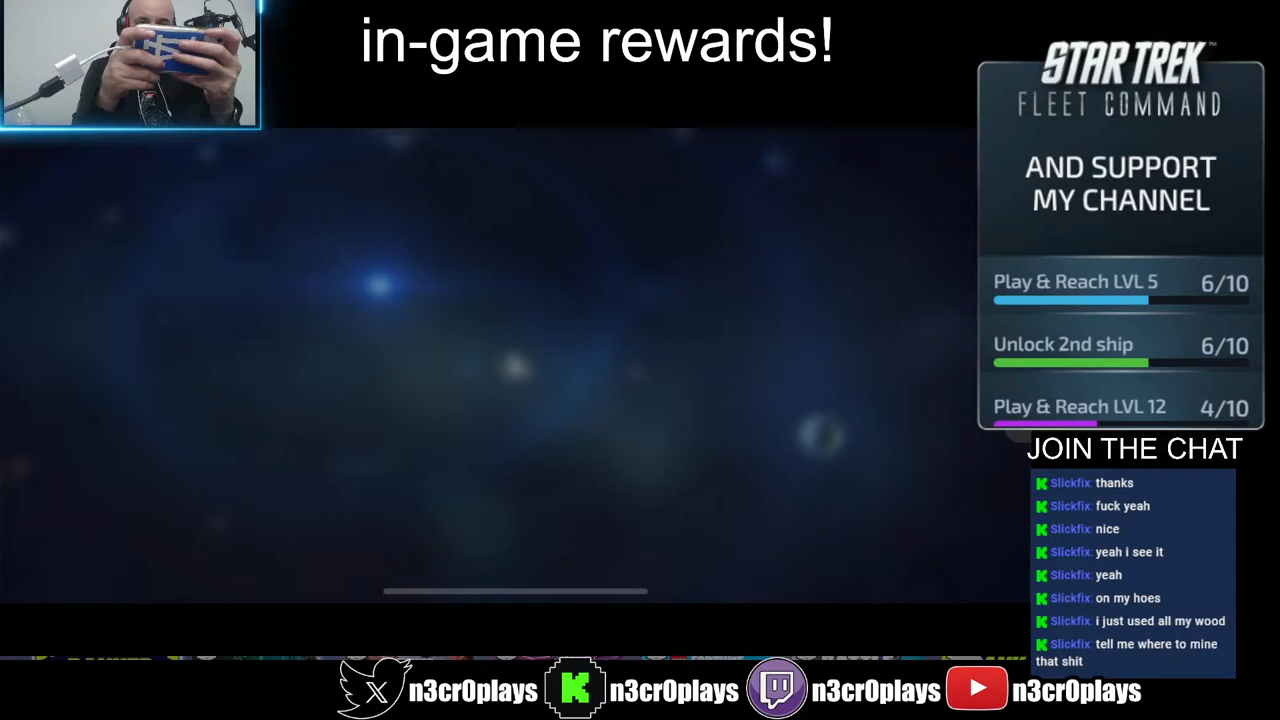 in-game rewards!
STAR TREK
FLEET COMMAND
AND SUPPORT
MY CHANNEL
Play & Reach LVL 5 6/10
Unlock 2nd ship 6/10
Play & Reach LVL 12 4/10
JOIN THE CHAT
Slickfix: thanks
Slickfix: fuck yeah
Slickfix: nice
Slickfix: yeah i see it
Slickfix: yeah
Slickfix: on my hoes
Slickfix: i just used all my wood
Slickfix: tell me where to mine
that shit
n3cr0plays n3cr0plays n3cr0plays n3cr0plays